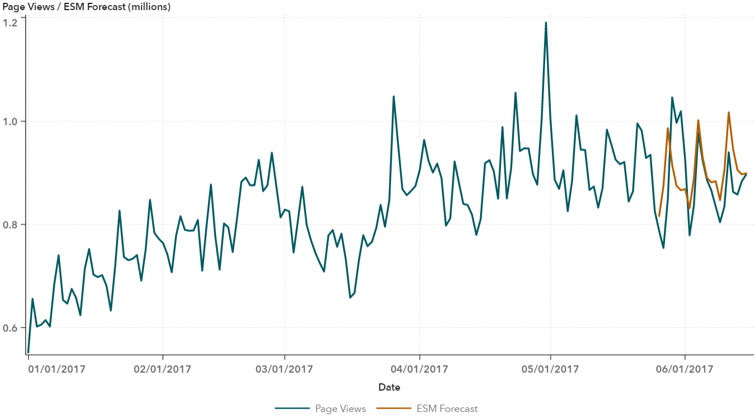 Page Views / ESM Forecast (millions)
1.2
1.0
0.8
0.6
01/01/2017 02/01/2017 03/01/2017 04/01/2017 05/01/2017 06/01/2017
Date
Page Views ESM Forecast